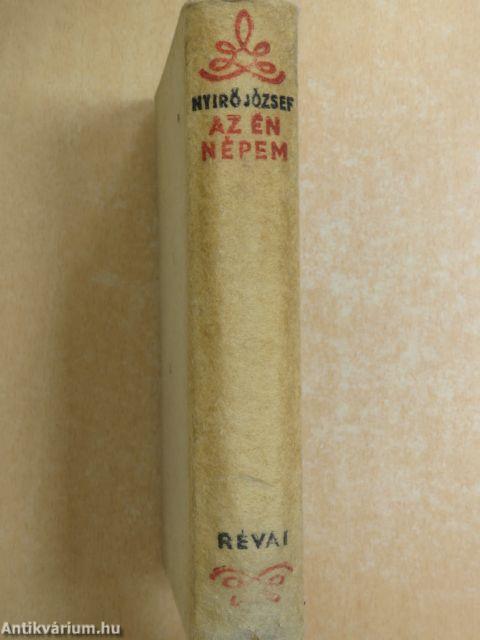 NYIRŐ JÓZSEF
AZ ÉN
NÉPEM
RÉVAI
Antikvárium.hu